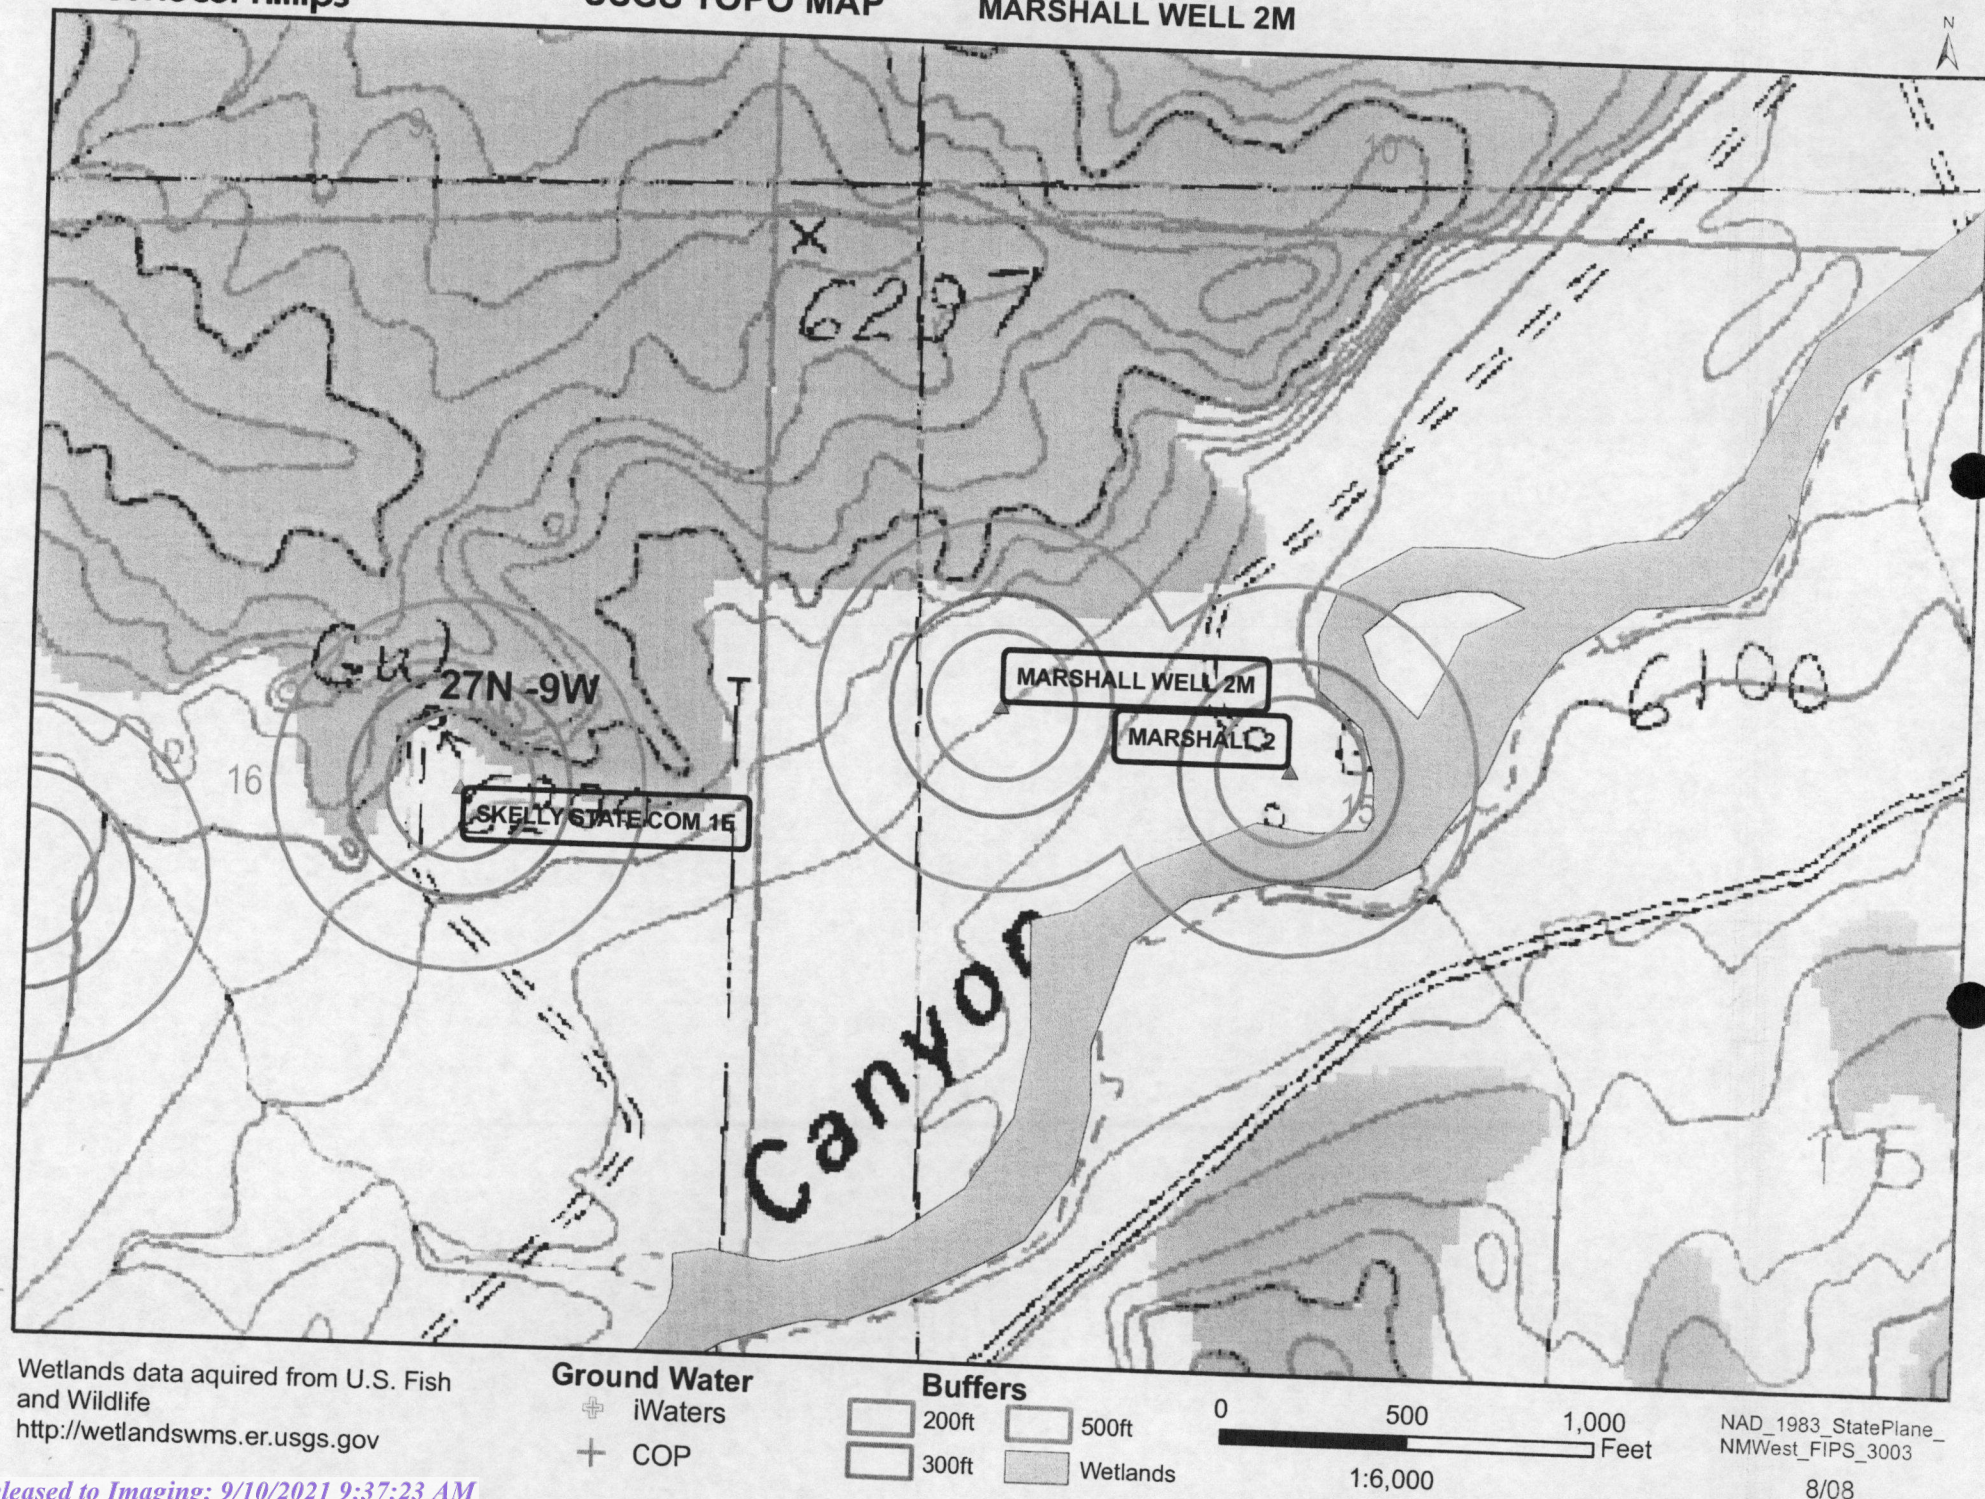 USGS TOPO MAP
MARSHALL WELL 2M
N
9
10
6297
27N -9W
16
SKELLY STATE COM 1E
MARSHALL WELL 2M
MARSHALL 2
15
6100
Canyon
Wetlands data aquired from U.S. Fish
and Wildlife
http://wetlandswms.er.usgs.gov
Ground Water
iWaters
COP
Buffers
200ft
500ft
300ft
Wetlands
0 500 1,000
Feet
1:6,000
NAD_1983_StatePlane_
NMWest_FIPS_3003
8/08
leased to Imaging: 9/10/2021 9:37:23 AM